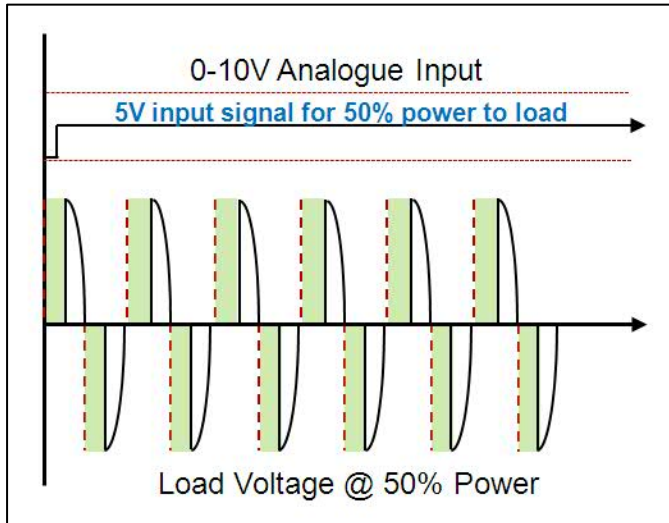 0-10V Analogue Input
5V input signal for 50% power to load
Load Voltage @ 50% Power